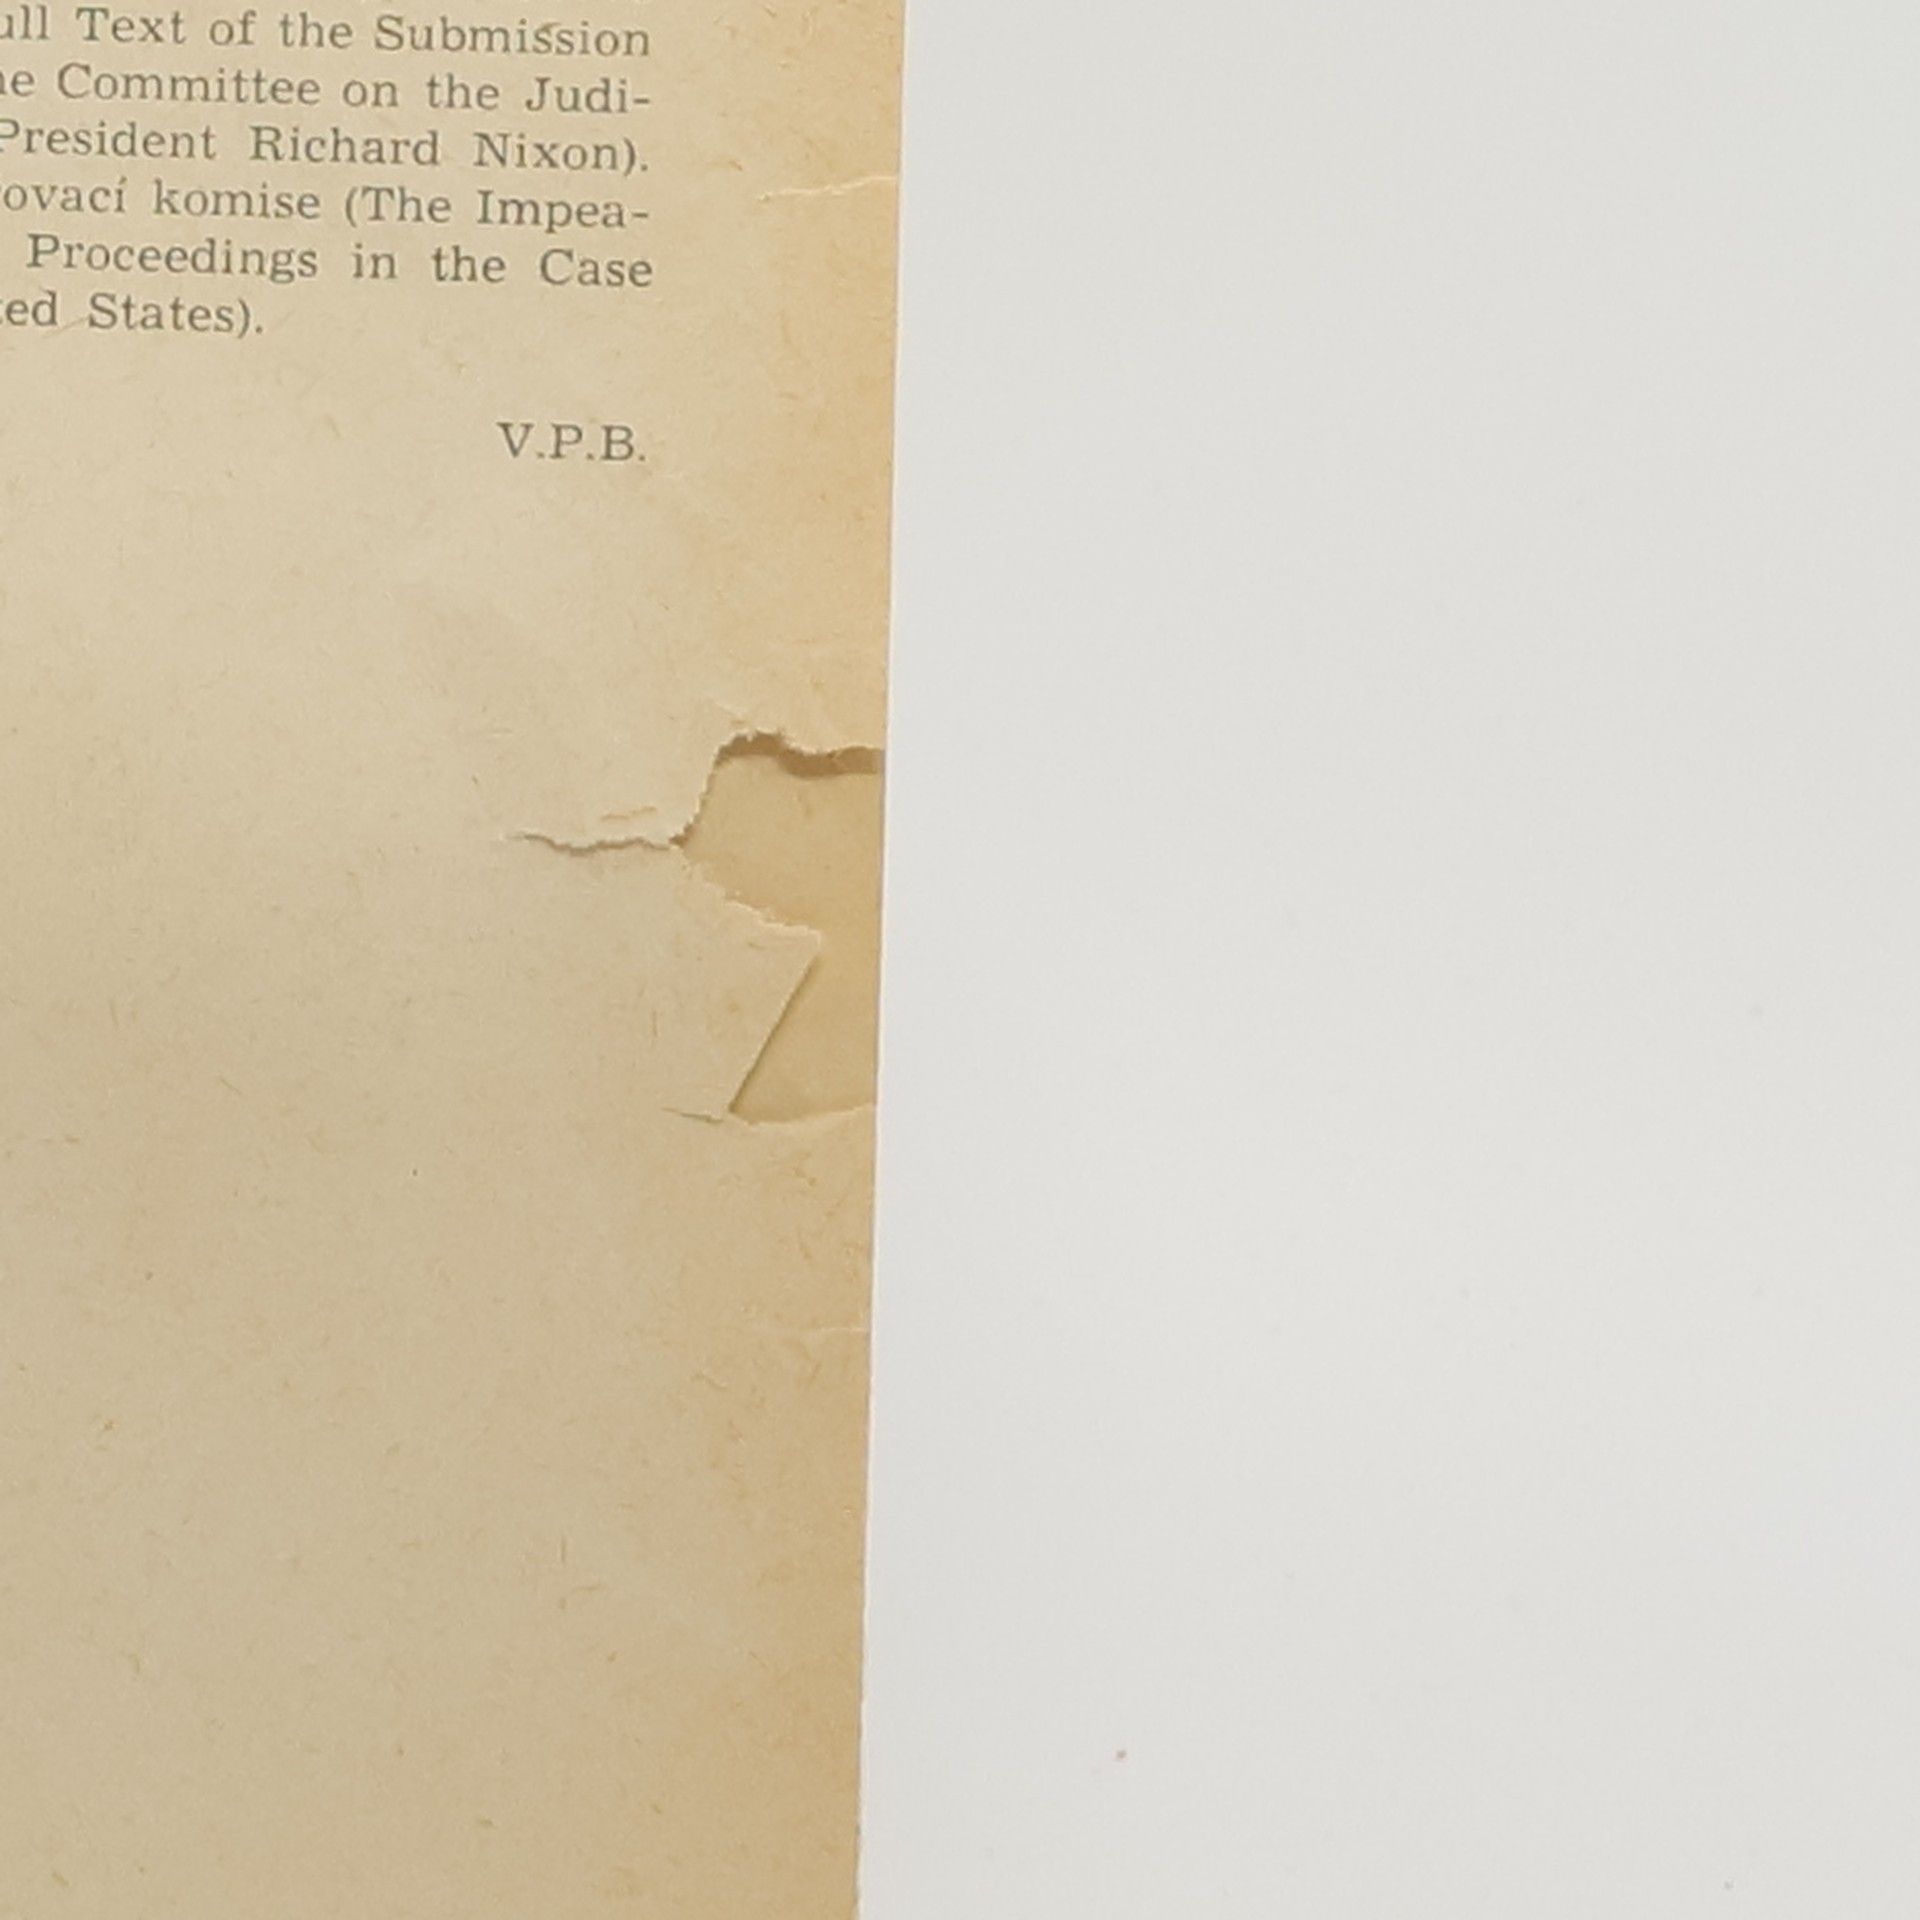 ull Text of the Submission
e Committee on the Judi-
President Richard Nixon).
ovací komise (The Impea-
Proceedings in the Case
ed States).
V.P.B.